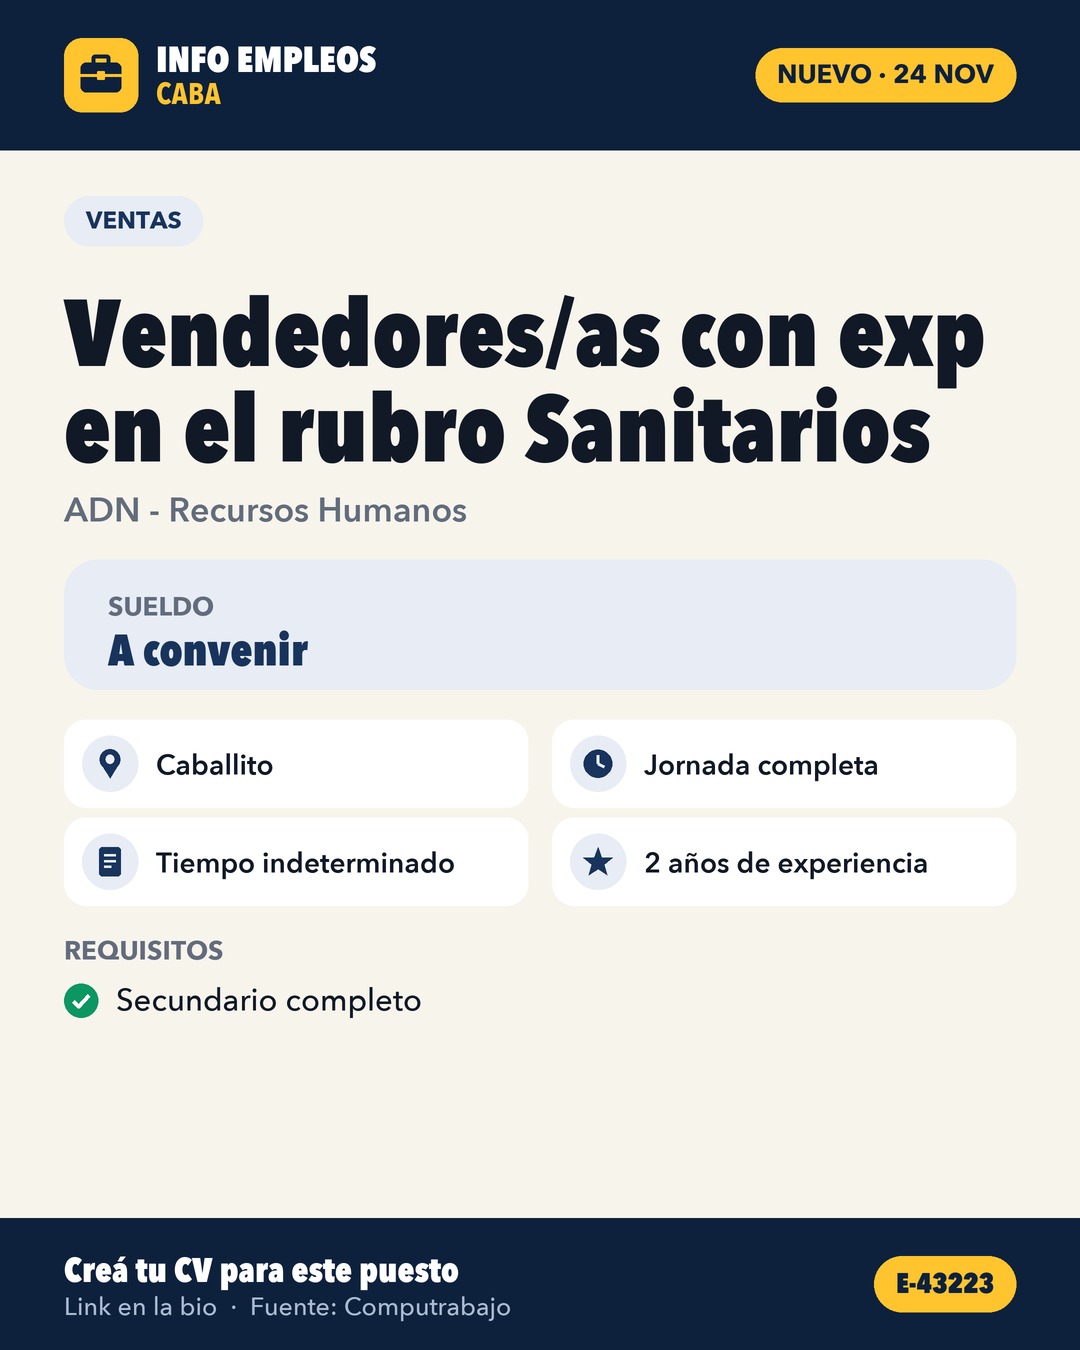 INFO EMPLEOS
CABA
NUEVO · 24 NOV
VENTAS
Vendedores/as con exp
en el rubro Sanitarios
ADN - Recursos Humanos
SUELDO
A convenir
Caballito
Jornada completa
Tiempo indeterminado
2 años de experiencia
REQUISITOS
Secundario completo
Creá tu CV para este puesto
Link en la bio · Fuente: Computrabajo
E-43223